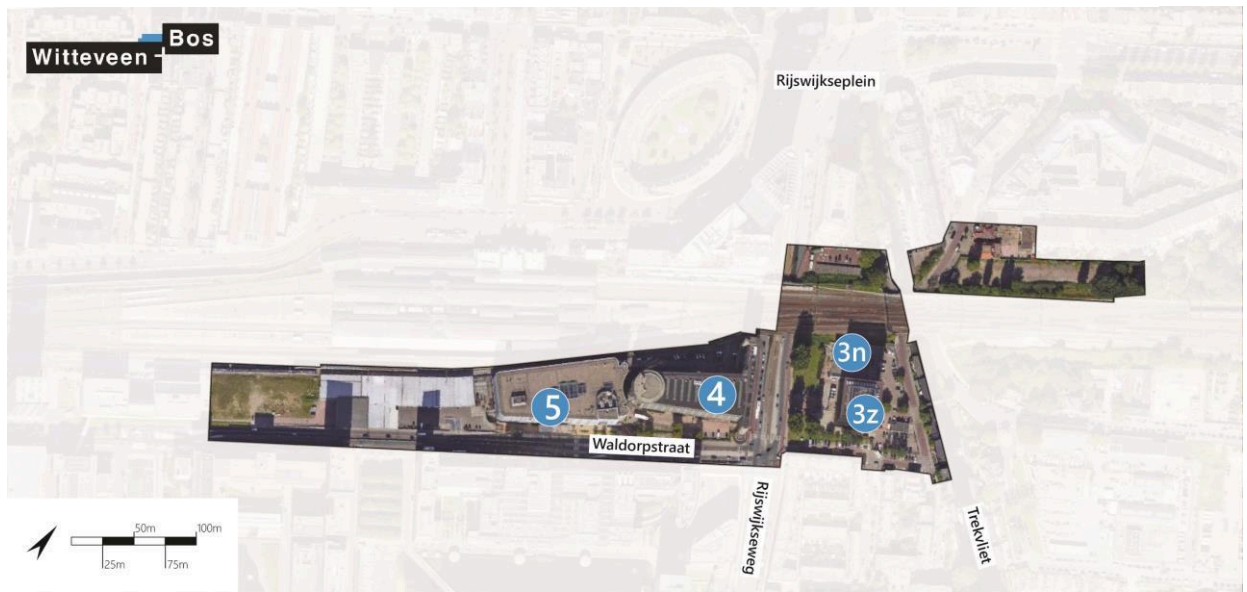 Bos
Witteveen
Rijswijkseplein
3n
4
3z
5
Waldorpstraat
Rijswijkseweg
Trekvliet
50m
100m
25m
75m